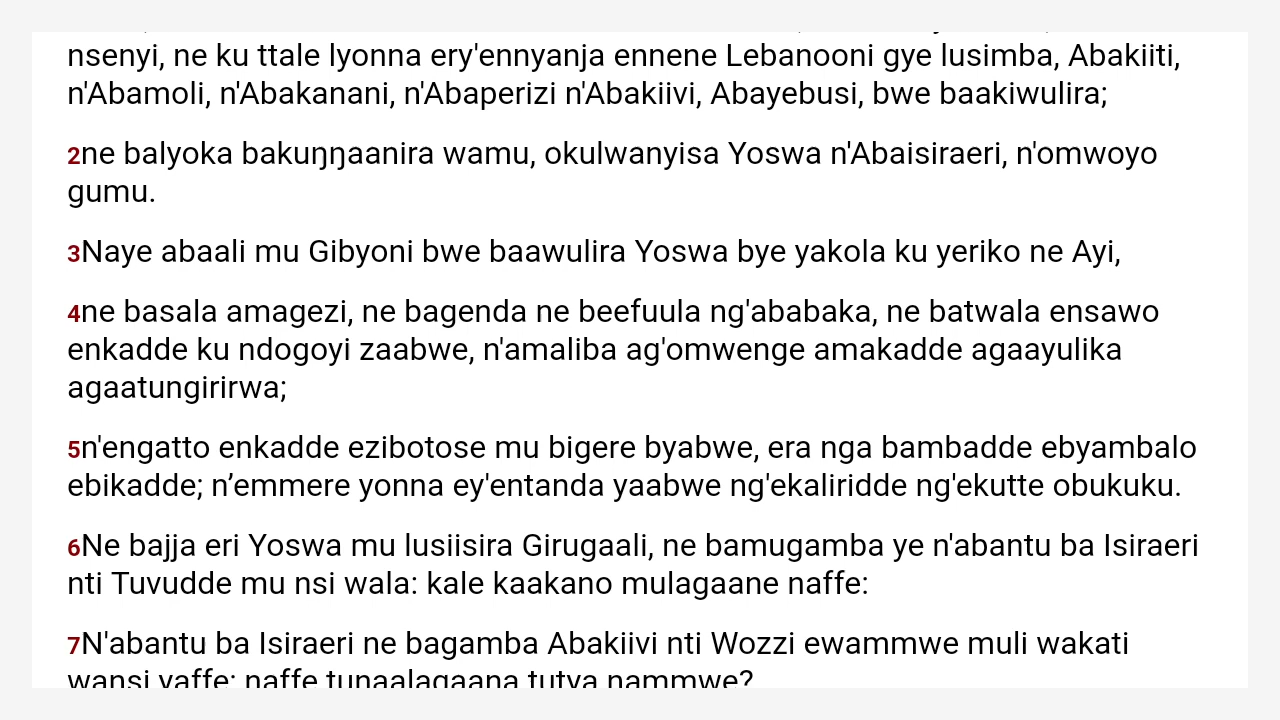 nsenyi, ne ku ttale lyonna ery'ennyanja ennene Lebanooni gye lusimba, Abakiiti,
n'Abamoli, n'Abakanani, n'Abaperizi n'Abakiivi, Abayebusi, bwe baakiwulira;
2ne balyoka bakuŋŋaanira wamu, okulwanyisa Yoswa n'Abaisiraeri, n'omwoyo
gumu.
3Naye abaali mu Gibyoni bwe baawulira Yoswa bye yakola ku yeriko ne Ayi,
4ne basala amagezi, ne bagenda ne beefuula ng'ababaka, ne batwala ensawo
enkadde ku ndogoyi zaabwe, n'amaliba ag'omwenge amakadde agaayulika
agaatungirirwa;
5n'engatto enkadde ezibotose mu bigere byabwe, era nga bambadde ebyambalo
ebikadde; n’emmere yonna ey'entanda yaabwe ng'ekaliridde ng'ekutte obukuku.
6Ne bajja eri Yoswa mu lusiisira Girugaali, ne bamugamba ye n'abantu ba Isiraeri
nti Tuvudde mu nsi wala: kale kaakano mulagaane naffe:
7N'abantu ba Isiraeri ne bagamba Abakiivi nti Wozzi ewammwe muli wakati
wansi yaffe; naffe tunaalagaana tutya nammwe?